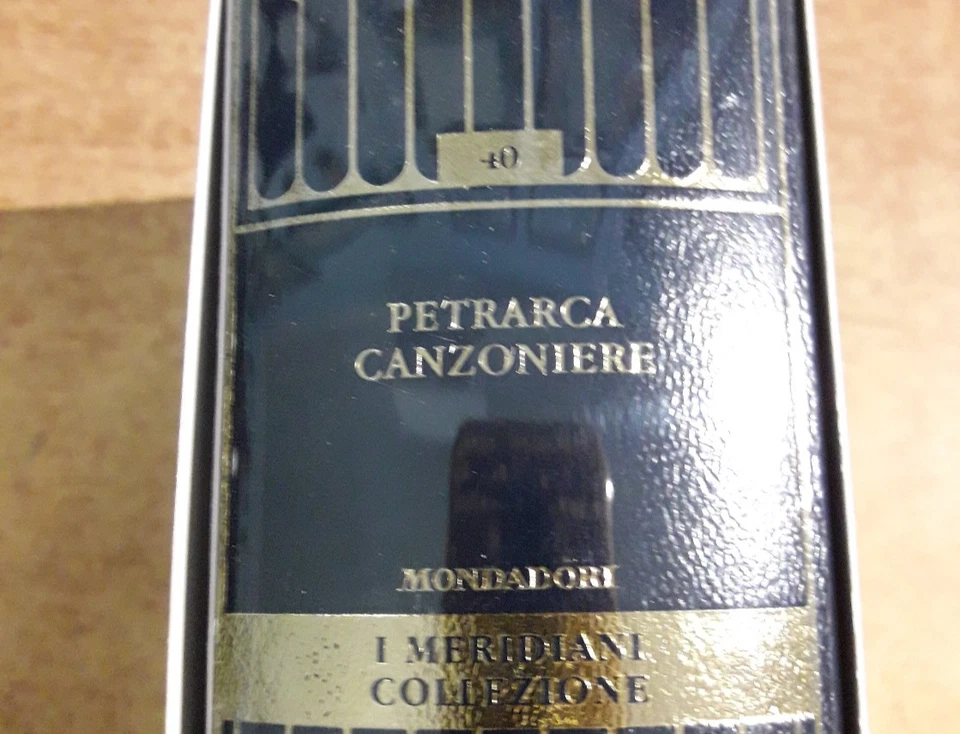 40
PETRARCA
CANZONIERE
MONDADORI
I MERIDIANI
COLLEZIONE